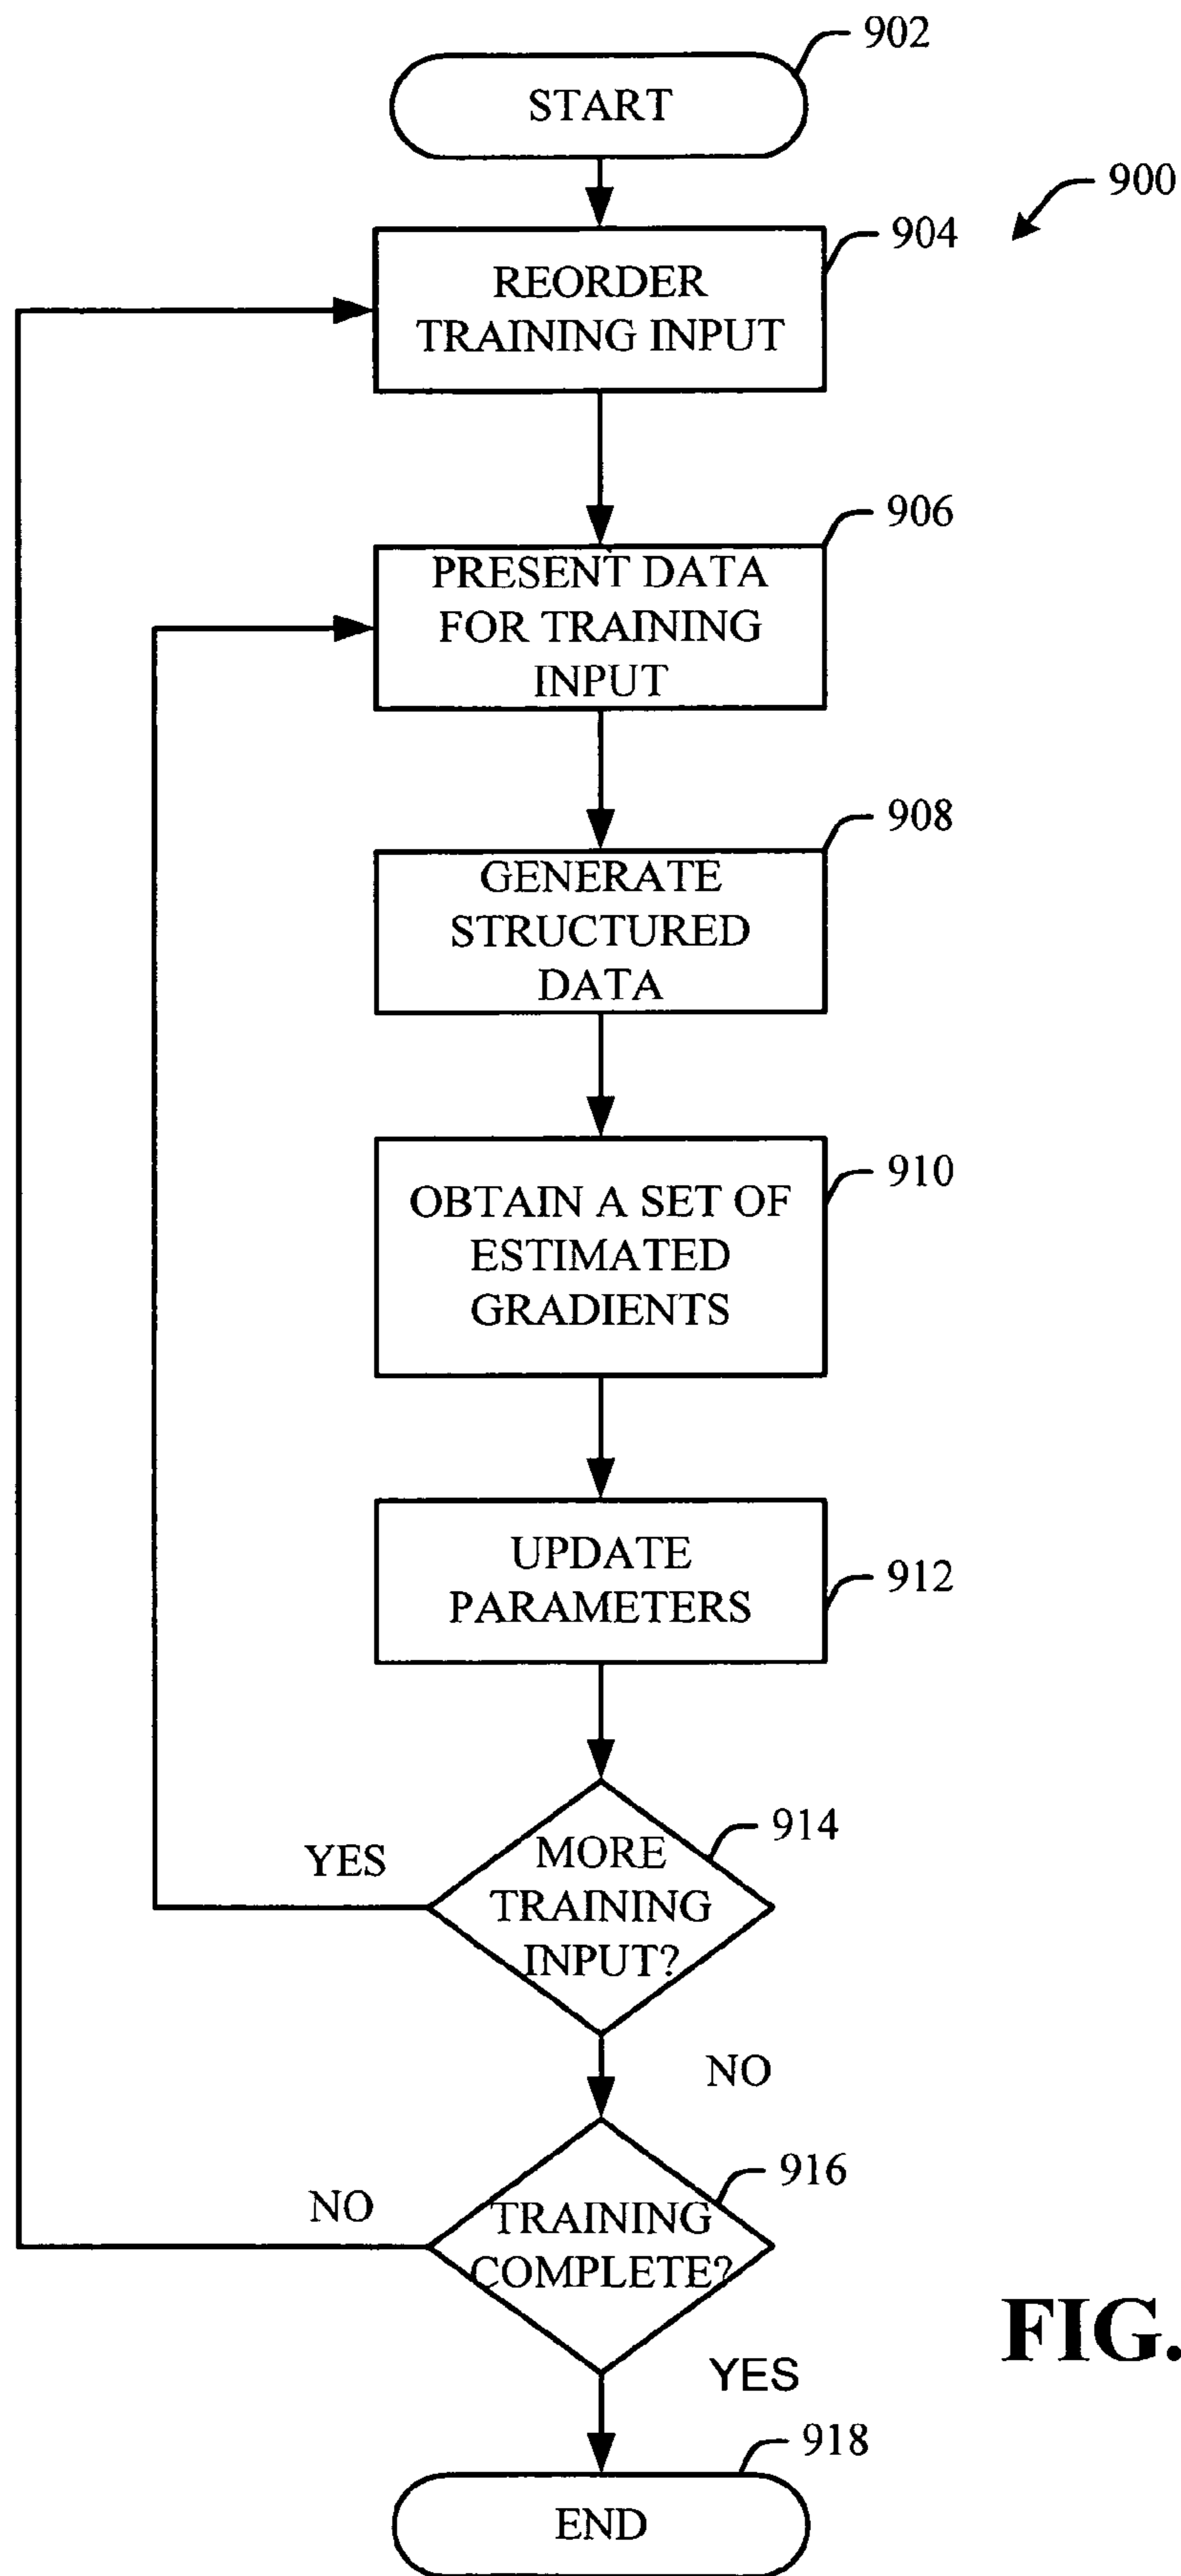 902
START
900
904
REORDER
TRAINING INPUT
906
PRESENT DATA
FOR TRAINING
INPUT
908
GENERATE
STRUCTURED
DATA
910
OBTAIN A SET OF
ESTIMATED
GRADIENTS
UPDATE
PARAMETERS
912
914
YES
MORE
TRAINING
INPUT?
NO
916
NO
TRAINING
COMPLETE?
YES
FIG.
918
END